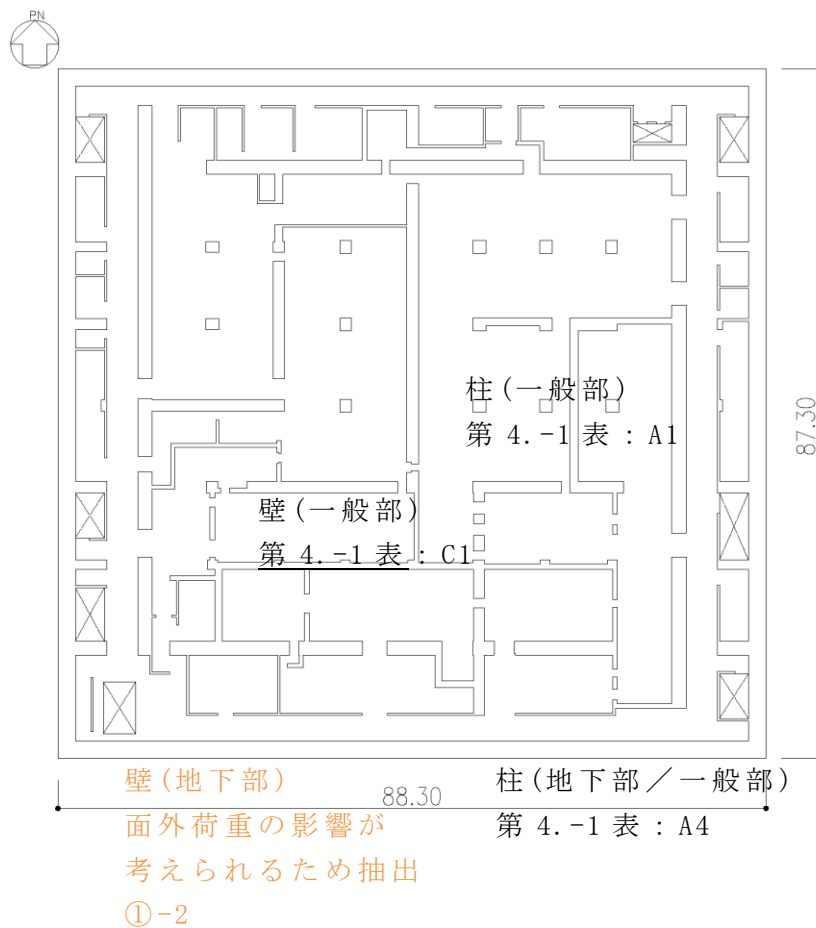 PN
柱(一般部)
第 4.-1 表 : A1
87.30
壁(一般部)
第 4.-1 表 : C1
88.30
壁(地下部)
面外荷重の影響が
考えられるため抽出
①-2
柱(地下部／一般部)
第 4.-1 表 : A4